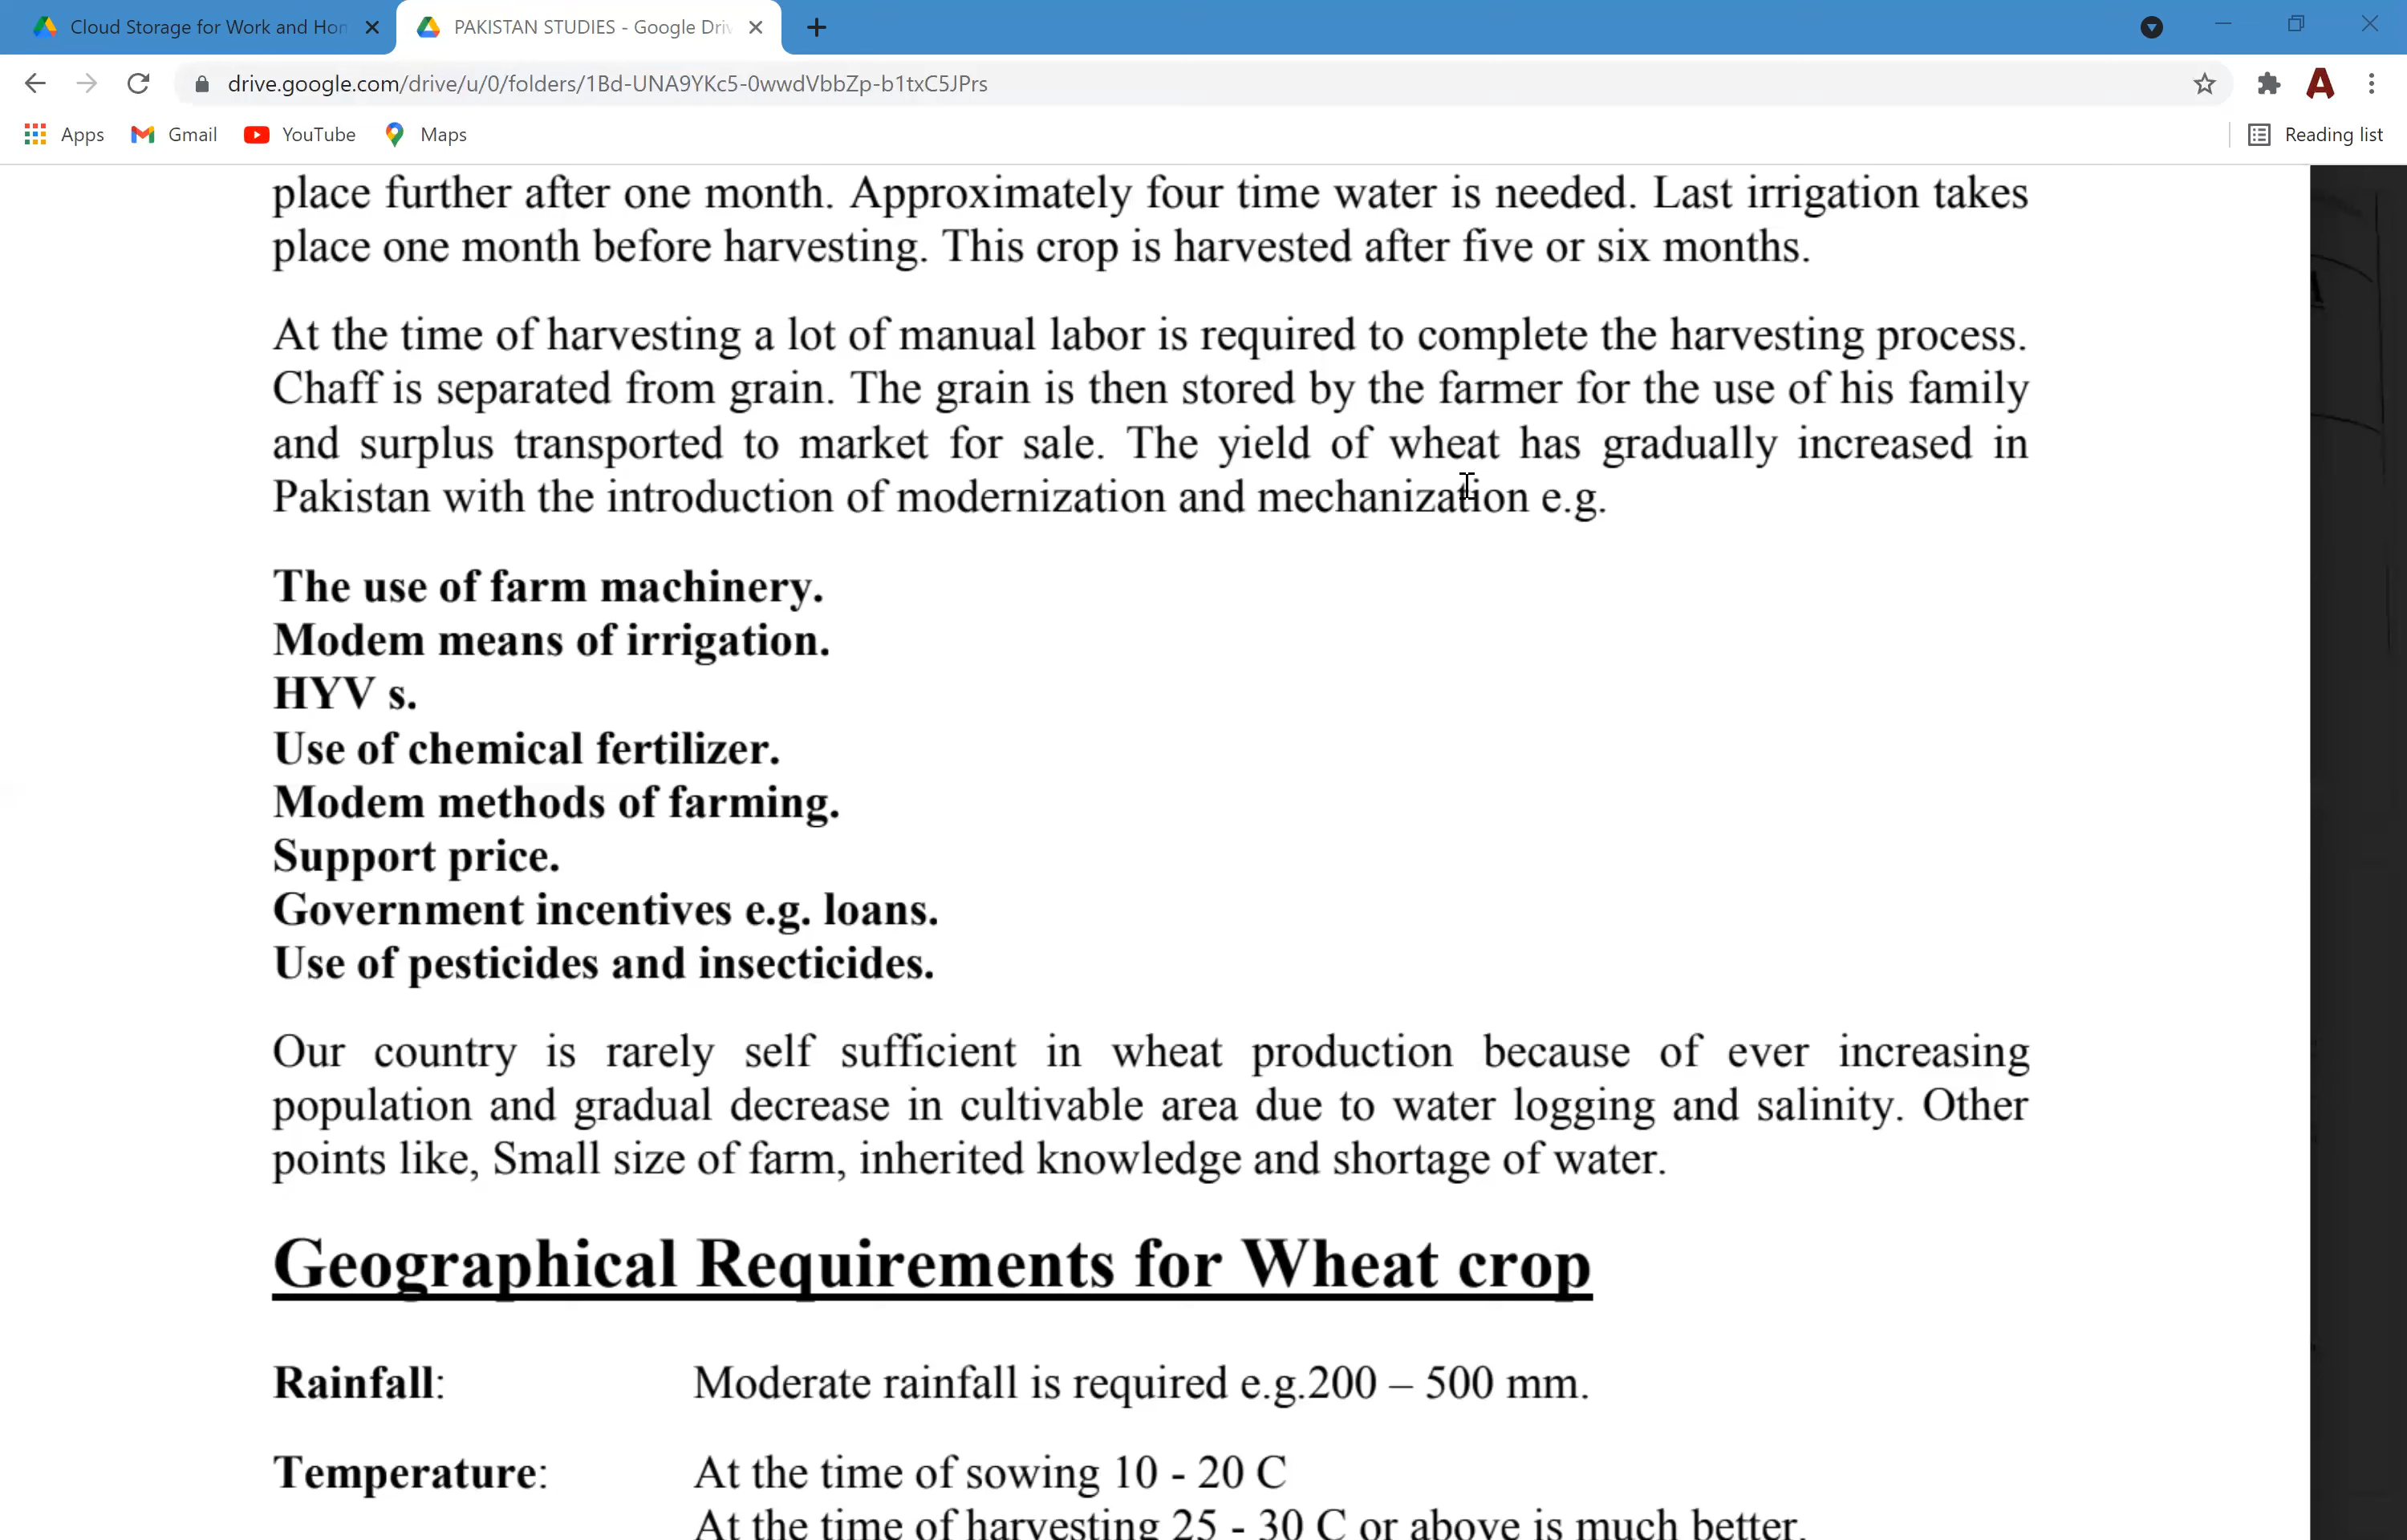 Cloud Storage for Work and Hon
PAKISTAN STUDIES - Google Driv
drive.google.com/drive/u/0/folders/1Bd-UNA9YKc5-0wwdVbbZp-b1txC5JPrs
A
Apps Gmail YouTube Maps Reading list
place further after one month. Approximately four time water is needed. Last irrigation takes
place one month before harvesting. This crop is harvested after five or six months.
At the time of harvesting a lot of manual labor is required to complete the harvesting process.
Chaff is separated from grain. The grain is then stored by the farmer for the use of his family
and surplus transported to market for sale. The yield of wheat has gradually increased in
Pakistan with the introduction of modernization and mechanization e.g.
The use of farm machinery.
Modem means of irrigation.
HYV s.
Use of chemical fertilizer.
Modem methods of farming.
Support price.
Government incentives e.g. loans.
Use of pesticides and insecticides.
Our country is rarely self sufficient in wheat production because of ever increasing
population and gradual decrease in cultivable area due to water logging and salinity. Other
points like, Small size of farm, inherited knowledge and shortage of water.
Geographical Requirements for Wheat crop
Rainfall: Moderate rainfall is required e.g.200 – 500 mm.
Temperature: At the time of sowing 10 - 20 C
At the time of harvesting 25 - 30 C or above is much better.